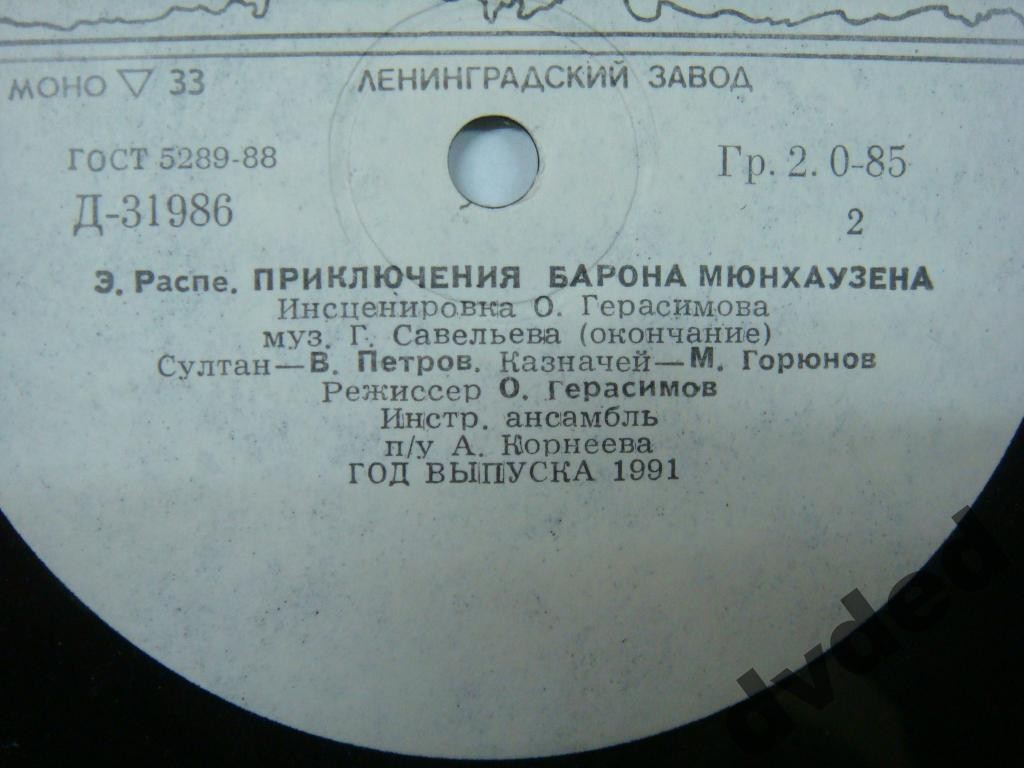 МОНО ▽ 33 ЛЕНИНГРАДСКИЙ ЗАВОД
ГОСТ 5289-88 Гр. 2. 0-85
Д-31986 2
Э. Распе. ПРИКЛЮЧЕНИЯ БАРОНА МЮНХАУЗЕНА
Инсценировка О. Герасимова
муз. Г. Савельева (окончание)
Султан—В. Петров. Казначей—М. Горюнов
Режиссер О. Герасимов
Инстр. ансамбль
п/у А. Корнеева
ГОД ВЫПУСКА 1991
dvded